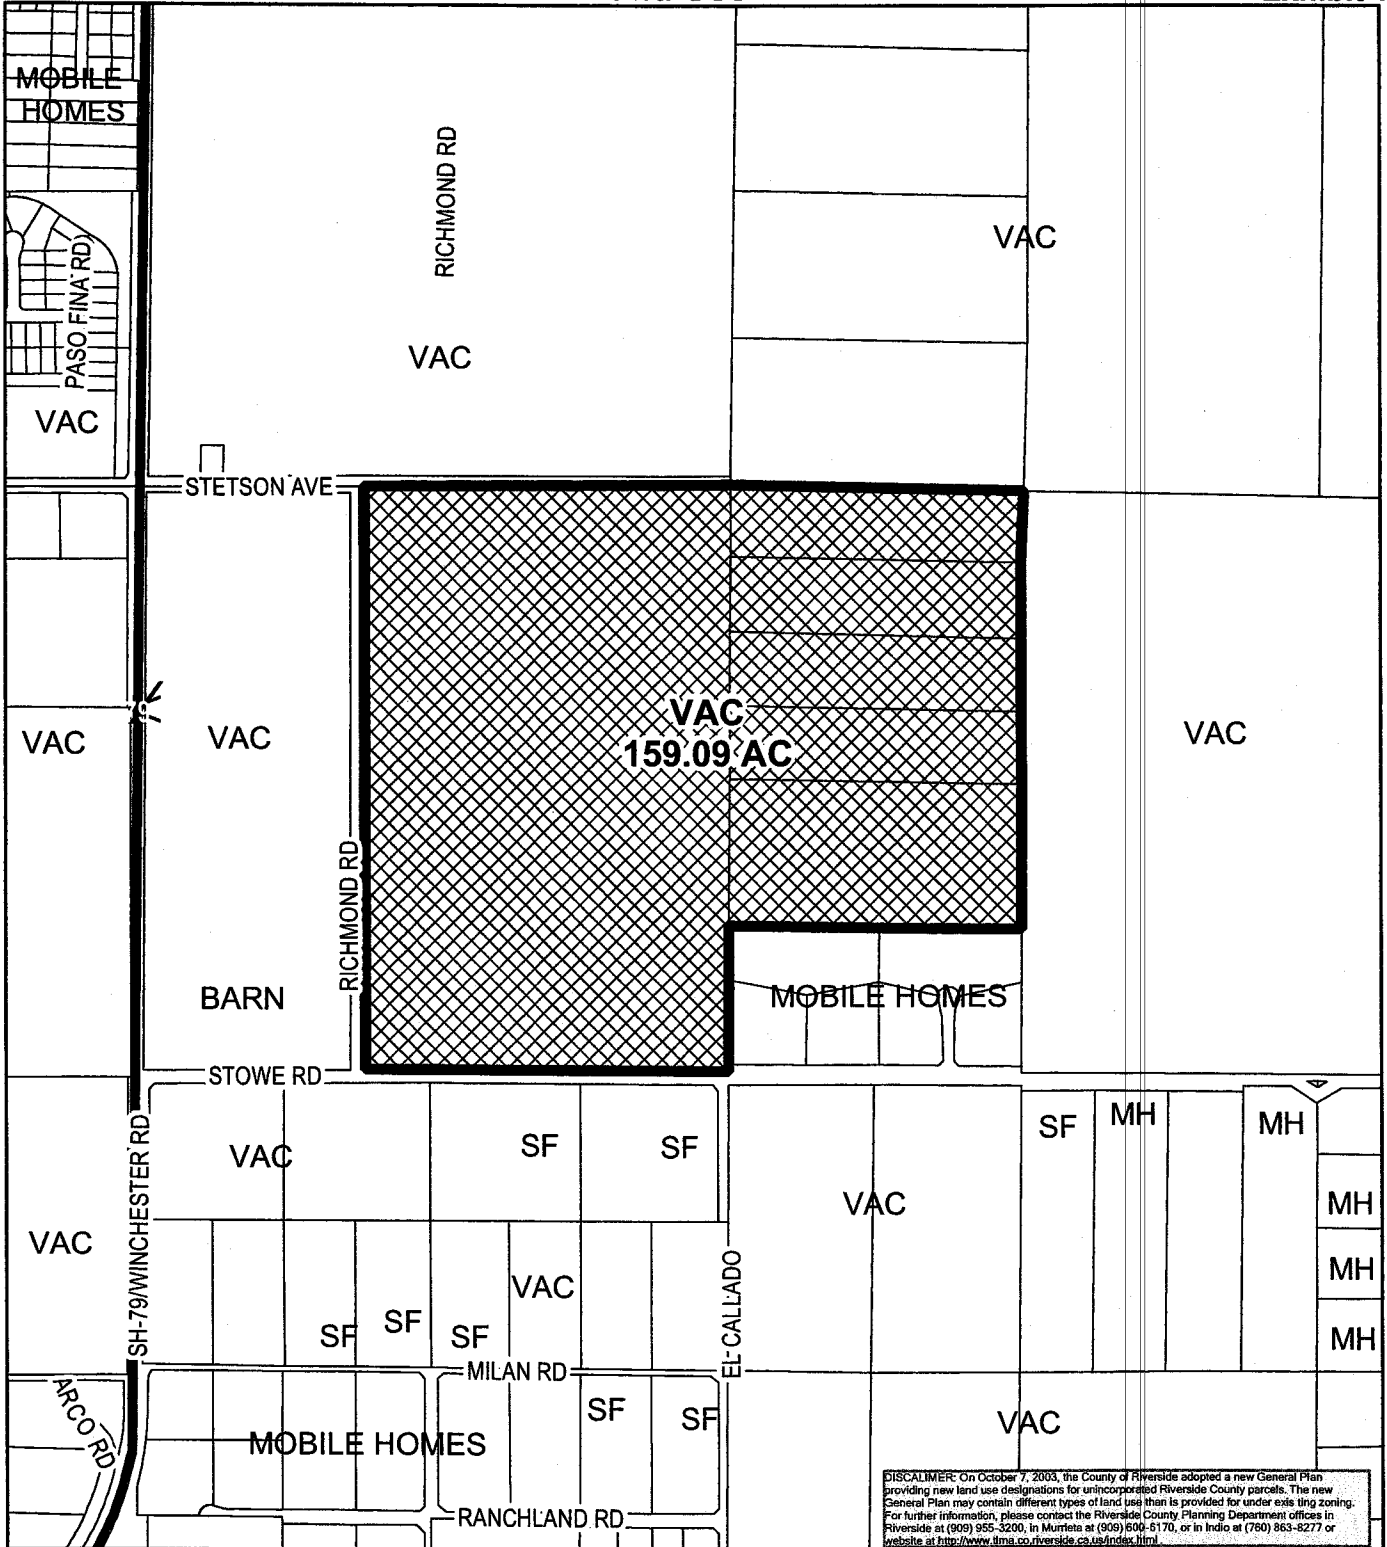 MOBILE
HOMES
RICHMOND RD
VAC
PASO FINA RD
VAC
VAC
STETSON AVE
VAC
159.09 AC
VAC
VAC
VAC
79
RICHMOND RD
BARN
MOBILE HOMES
STOWE RD
SH-79/WINCHESTER RD
VAC
SF
SF
SF
MH
MH
VAC
MH
VAC
EL CALLADO
VAC
MH
SF
SF
SF
MH
MILAN RD
ARCO RD
SF
SF
VAC
MOBILE HOMES
RANCHLAND RD
DISCALIMER: On October 7, 2003, the County of Riverside adopted a new General Plan
providing new land use designations for unincorporated Riverside County parcels. The new
General Plan may contain different types of land use than is provided for under exis ting zoning.
For further information, please contact the Riverside County Planning Department offices in
Riverside at (909) 955-3200, in Murrieta at (909) 600-6170, or in Indio at (760) 863-8277 or
website at http://www.tlma.co.riverside.ca.us/index.html